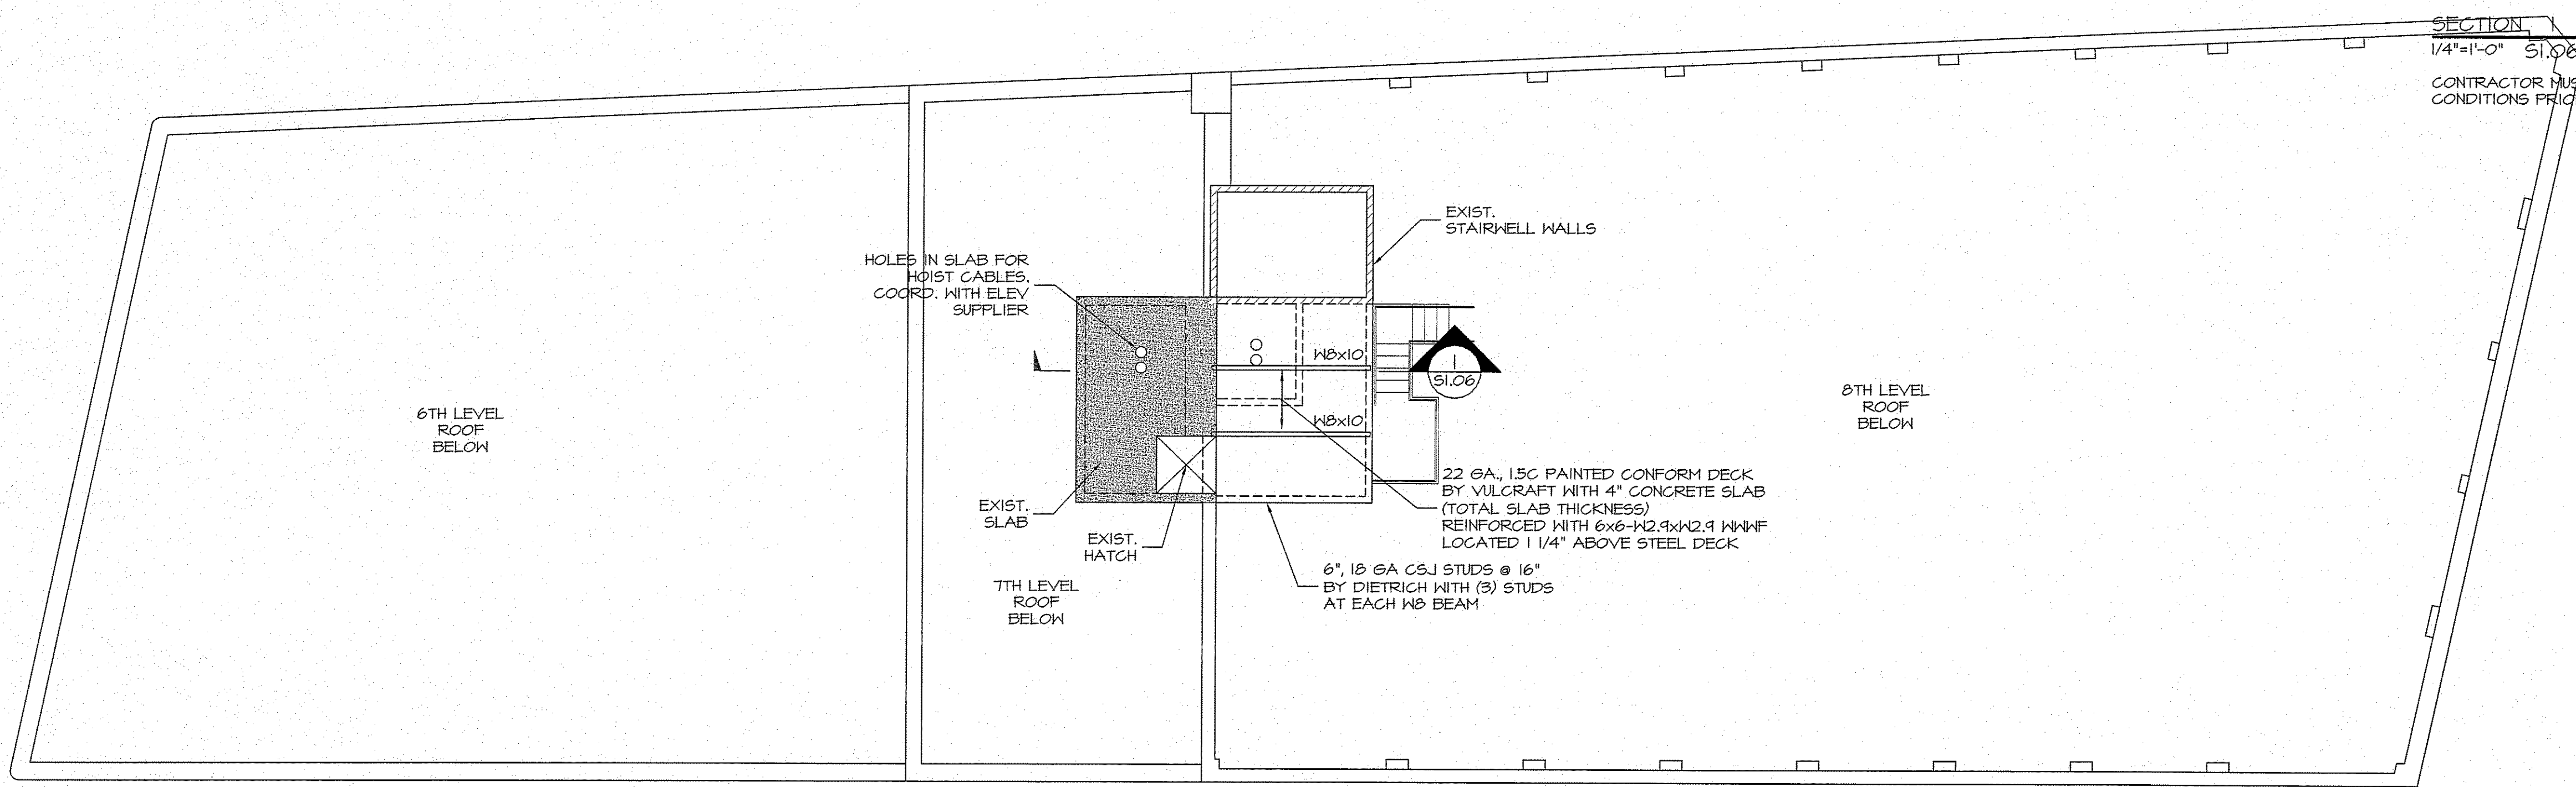 SECTION 1
1/4"=1'-0" S1.06
CONTRACTOR
CONDITIONS
EXIST.
STAIRWELL WALLS
HOLES IN SLAB FOR
HOIST CABLES.
COORD. WITH ELEV
SUPPLIER
W8x10
1
S1.06
6TH LEVEL
ROOF
BELOW
8TH LEVEL
ROOF
BELOW
W8x10
22 GA., 1.5C PAINTED CONFORM DECK
BY VULCRAFT WITH 4" CONCRETE SLAB
(TOTAL SLAB THICKNESS)
REINFORCED WITH 6x6-W2.9xW2.9 WWWF
LOCATED 1 1/4" ABOVE STEEL DECK
EXIST.
SLAB
EXIST.
HATCH
6", 18 GA CSJ STUDS @ 16"
BY DIETRICH WITH (3) STUDS
AT EACH W8 BEAM
7TH LEVEL
ROOF
BELOW